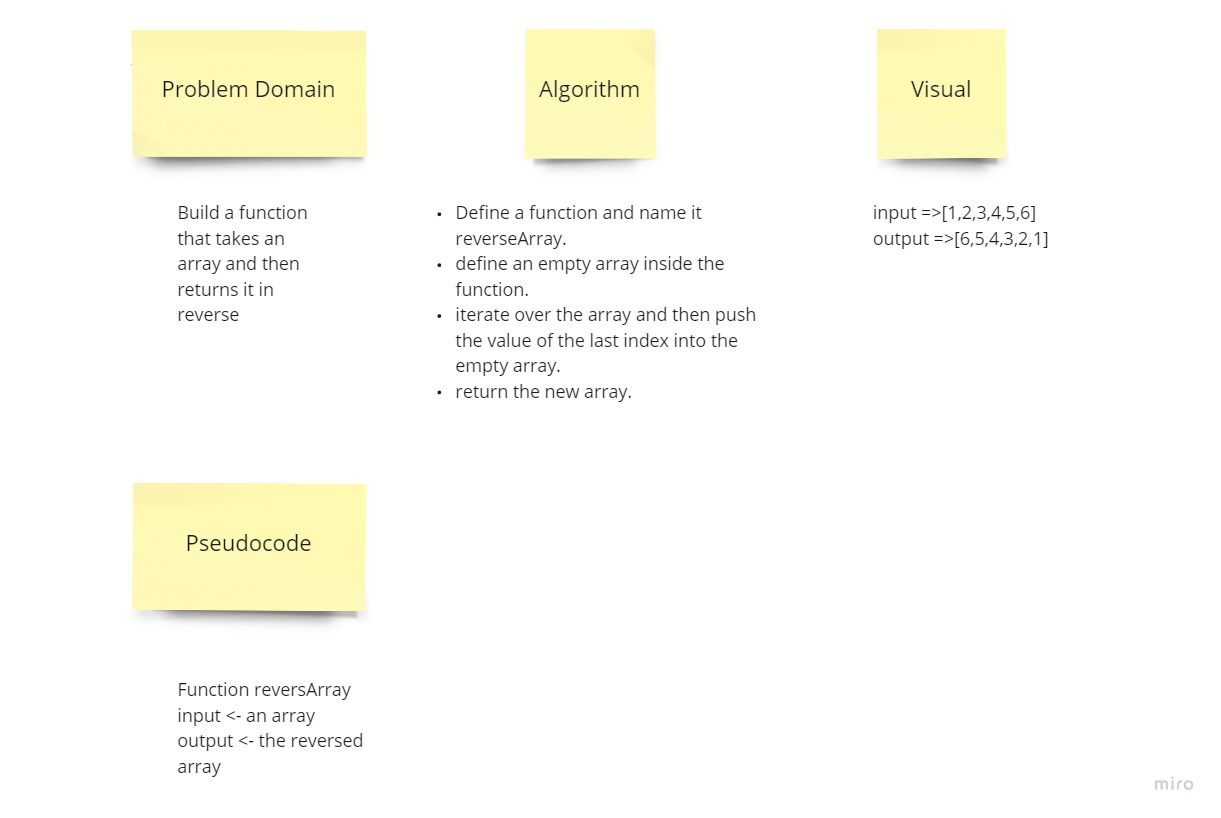 Problem Domain
Build a function
that takes an
array and then
returns it in
reverse
Algorithm
• Define a function and name it
reverseArray.
• define an empty array inside the
function.
• iterate over the array and then push
the value of the last index into the
empty array.
• return the new array.
Visual
input =>[1,2,3,4,5,6]
output =>[6,5,4,3,2,1]
Pseudocode
Function reversArray
input <- an array
output <- the reversed
array
miro